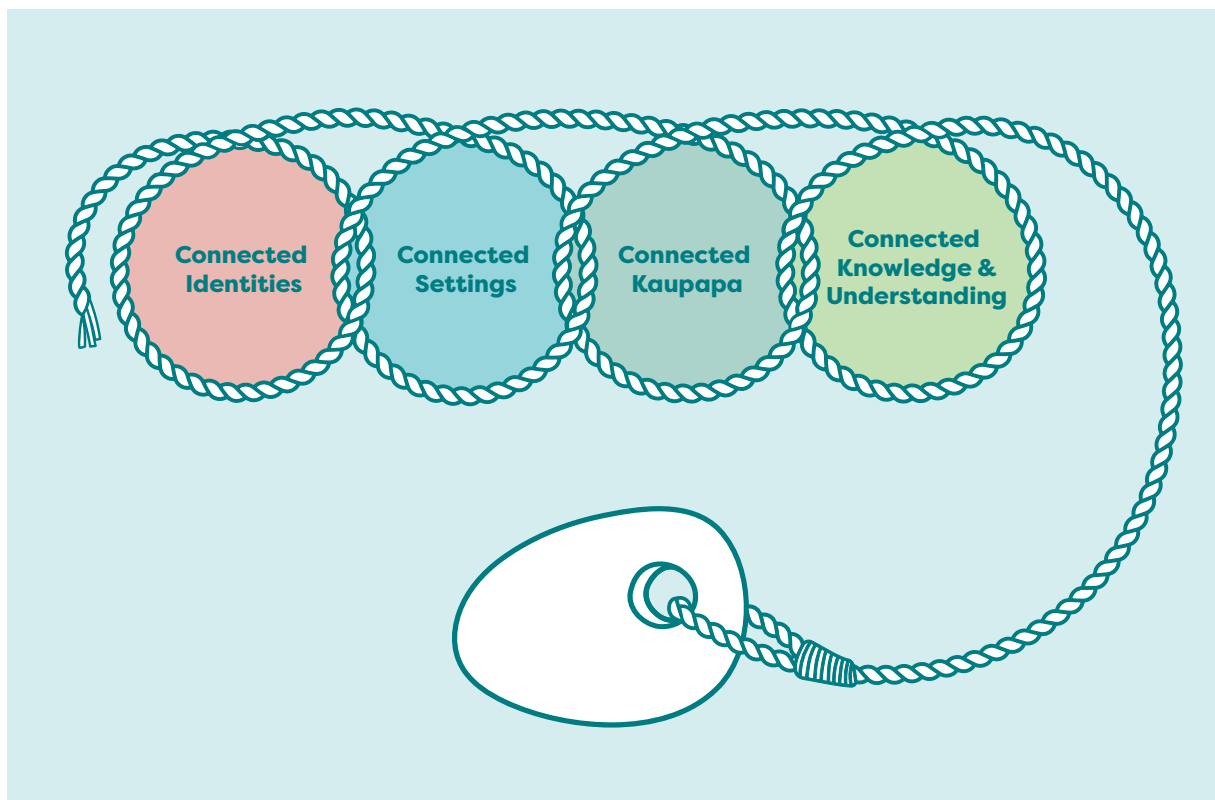 Connected
Identities
Connected
Settings
Connected
Kaupapa
Connected
Knowledge &
Understanding